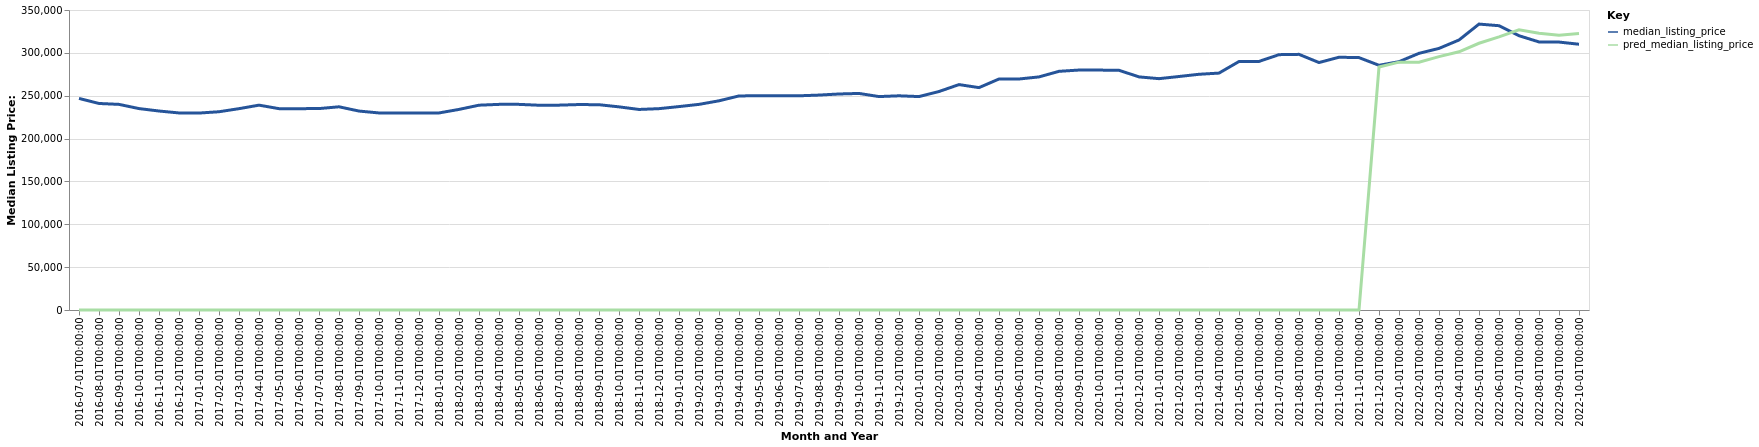 350,000
300,000
250,000
200,000
150,000
100,000
50,000
0
Median Listing Price:
2016-07-01T00:00:00
2016-08-01T00:00:00
2016-09-01T00:00:00
2016-10-01T00:00:00
2016-11-01T00:00:00
2016-12-01T00:00:00
2017-01-01T00:00:00
2017-02-01T00:00:00
2017-03-01T00:00:00
2017-04-01T00:00:00
2017-05-01T00:00:00
2017-06-01T00:00:00
2017-07-01T00:00:00
2017-08-01T00:00:00
2017-09-01T00:00:00
2017-10-01T00:00:00
2017-11-01T00:00:00
2017-12-01T00:00:00
2018-01-01T00:00:00
2018-02-01T00:00:00
2018-03-01T00:00:00
2018-04-01T00:00:00
2018-05-01T00:00:00
2018-06-01T00:00:00
2018-07-01T00:00:00
2018-08-01T00:00:00
2018-09-01T00:00:00
2018-10-01T00:00:00
2018-11-01T00:00:00
2018-12-01T00:00:00
2019-01-01T00:00:00
2019-02-01T00:00:00
2019-03-01T00:00:00
2019-04-01T00:00:00
2019-05-01T00:00:00
2019-06-01T00:00:00
2019-07-01T00:00:00
2019-08-01T00:00:00
2019-09-01T00:00:00
2019-10-01T00:00:00
2019-11-01T00:00:00
2019-12-01T00:00:00
2020-01-01T00:00:00
2020-02-01T00:00:00
2020-03-01T00:00:00
2020-04-01T00:00:00
2020-05-01T00:00:00
2020-06-01T00:00:00
2020-07-01T00:00:00
2020-08-01T00:00:00
2020-09-01T00:00:00
2020-10-01T00:00:00
2020-11-01T00:00:00
2020-12-01T00:00:00
2021-01-01T00:00:00
2021-02-01T00:00:00
2021-03-01T00:00:00
2021-04-01T00:00:00
2021-05-01T00:00:00
2021-06-01T00:00:00
2021-07-01T00:00:00
2021-08-01T00:00:00
2021-09-01T00:00:00
2021-10-01T00:00:00
2021-11-01T00:00:00
2021-12-01T00:00:00
2022-01-01T00:00:00
2022-02-01T00:00:00
2022-03-01T00:00:00
2022-04-01T00:00:00
2022-05-01T00:00:00
2022-06-01T00:00:00
2022-07-01T00:00:00
2022-08-01T00:00:00
2022-09-01T00:00:00
2022-10-01T00:00:00
Month and Year
Key
median_listing_price
pred_median_listing_price